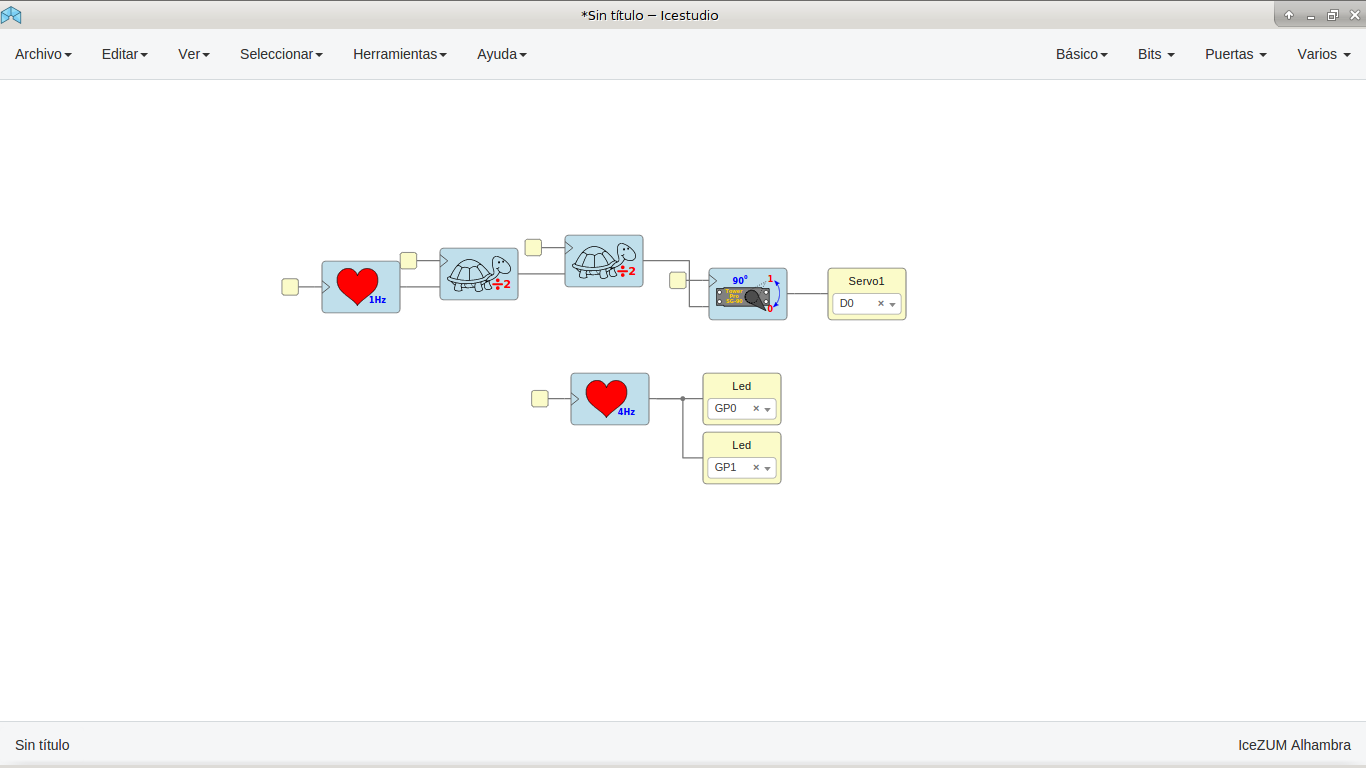 *Sin título — Icestudio
Archivo Editar Ver Seleccionar Herramientas Ayuda Básico Bits Puertas Varios
1Hz
÷2
÷2
90º
1
Tower
Pro
SG-90
0
Servo1
D0 ×
4Hz
Led
GP0 ×
Led
GP1 ×
Sin título IceZUM Alhambra